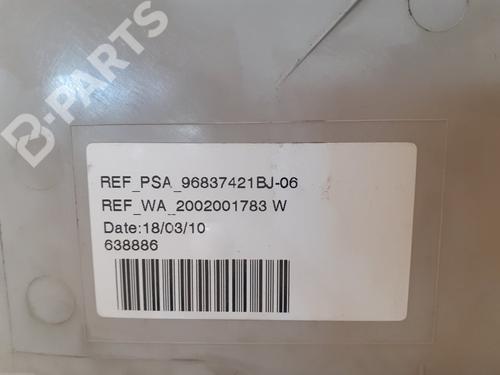 B-PARTS
REF_PSA_96837421BJ-06
REF_WA_2002001783 W
Date:18/03/10
638886